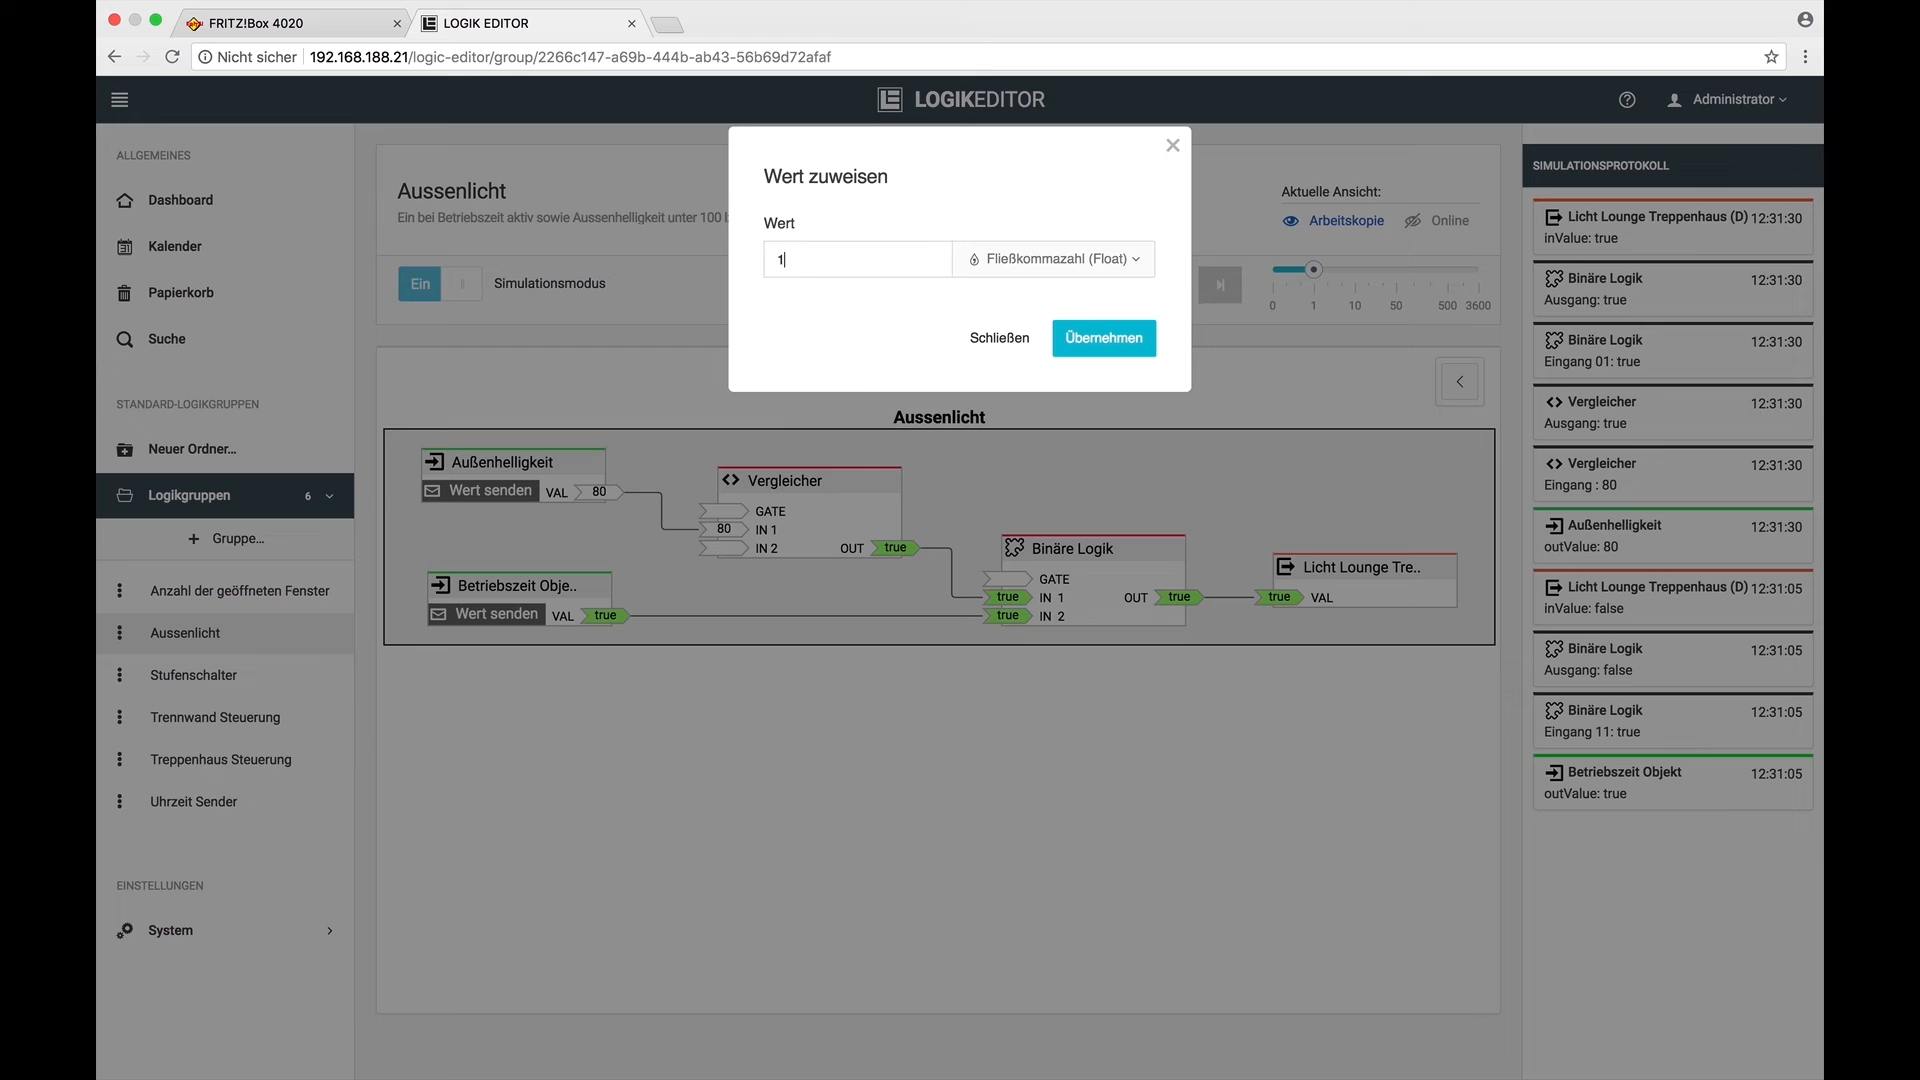 FRITZ!Box 4020
LOGIK EDITOR
Nicht sicher
192.168.188.21/logic-editor/group/2266c147-a69b-444b-ab43-56b69d72afaf
LOGIKEDITOR
Administrator
ALLGEMEINES
Dashboard
Kalender
Papierkorb
Suche
STANDARD-LOGIKGRUPPEN
Neuer Ordner...
Logikgruppen 6
+ Gruppe...
Anzahl der geöffneten Fenster
Aussenlicht
Stufenschalter
Trennwand Steuerung
Treppenhaus Steuerung
Uhrzeit Sender
EINSTELLUNGEN
System
Aussenlicht
Ein bei Betriebszeit aktiv sowie Aussenhelligkeit unter 100 l
Ein
Simulationsmodus
Aktuelle Ansicht:
Arbeitskopie
Online
0 1 10 50 500 3600
Wert zuweisen
Wert
1
Fließkommazahl (Float)
Schließen
Übernehmen
Aussenlicht
Außenhelligkeit
Wert senden VAL 80
Vergleicher
GATE
80 IN 1
IN 2 OUT true
Betriebszeit Obje..
Wert senden VAL true
Binäre Logik
GATE
true IN 1 OUT true
true IN 2
Licht Lounge Tre..
true VAL
SIMULATIONSPROTOKOLL
Licht Lounge Treppenhaus (D) 12:31:30
inValue: true
Binäre Logik 12:31:30
Ausgang: true
Binäre Logik 12:31:30
Eingang 01: true
Vergleicher 12:31:30
Ausgang: true
Vergleicher 12:31:30
Eingang : 80
Außenhelligkeit 12:31:30
outValue: 80
Licht Lounge Treppenhaus (D) 12:31:05
inValue: false
Binäre Logik 12:31:05
Ausgang: false
Binäre Logik 12:31:05
Eingang 11: true
Betriebszeit Objekt 12:31:05
outValue: true